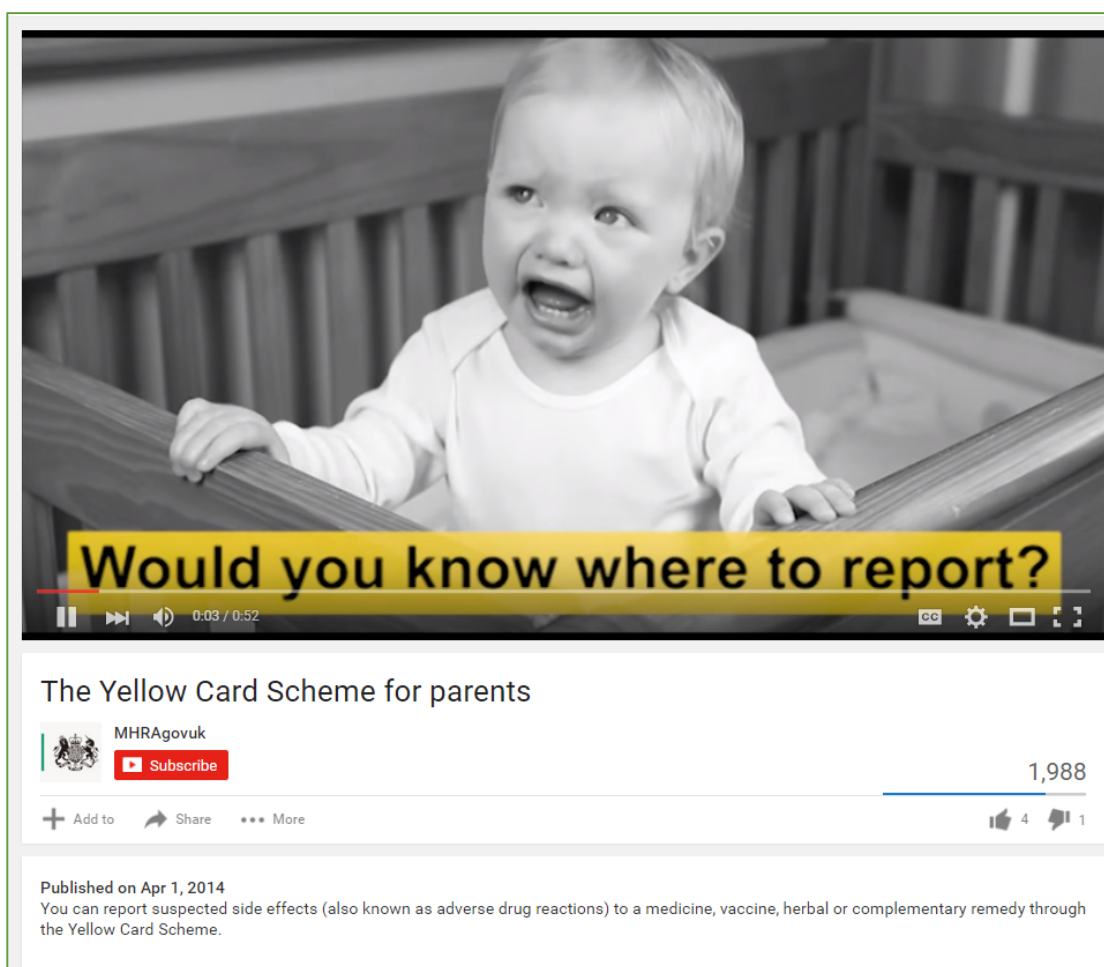 Would you know where to report?
0:03 / 0:52
CC
The Yellow Card Scheme for parents
MHRAgovuk
Subscribe
1,988
Add to Share More
4 1
Published on Apr 1, 2014
You can report suspected side effects (also known as adverse drug reactions) to a medicine, vaccine, herbal or complementary remedy through
the Yellow Card Scheme.